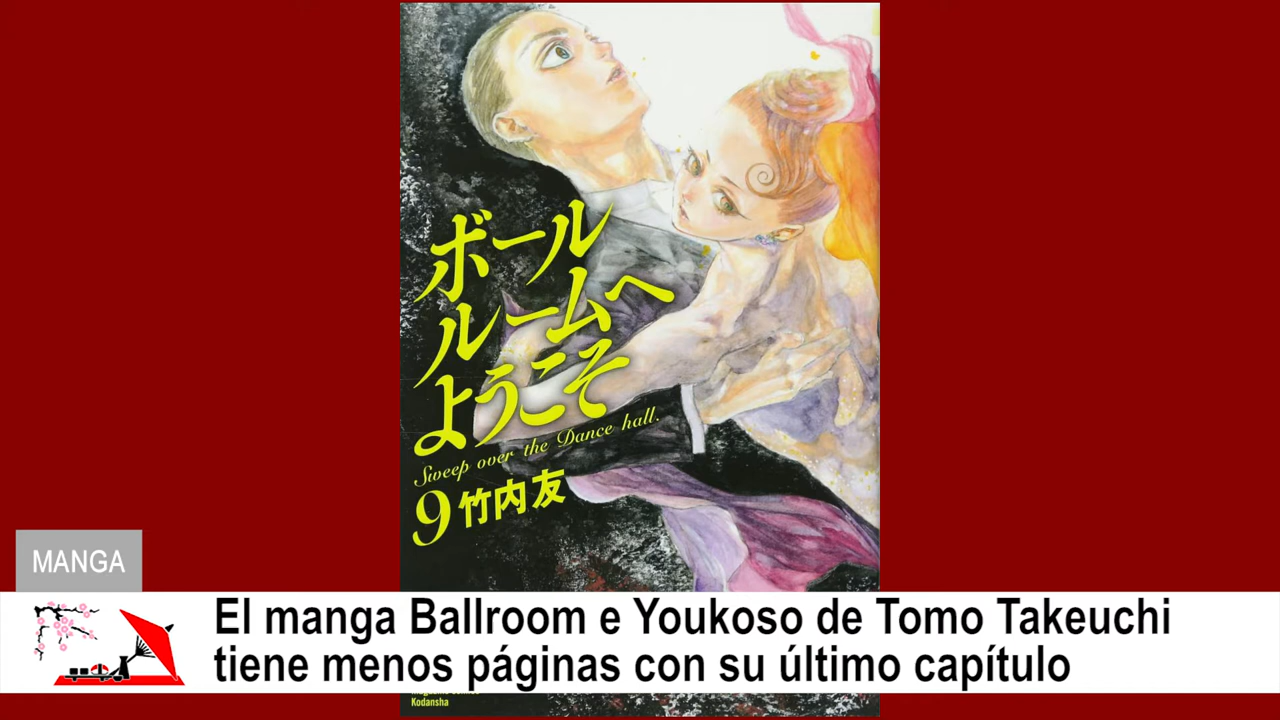 ボール
ルームへ
ようこそ
Sweep over the Dance hall.
9 竹内友
MANGA
El manga Ballroom e Youkoso de Tomo Takeuchi
tiene menos páginas con su último capítulo
Kodansha